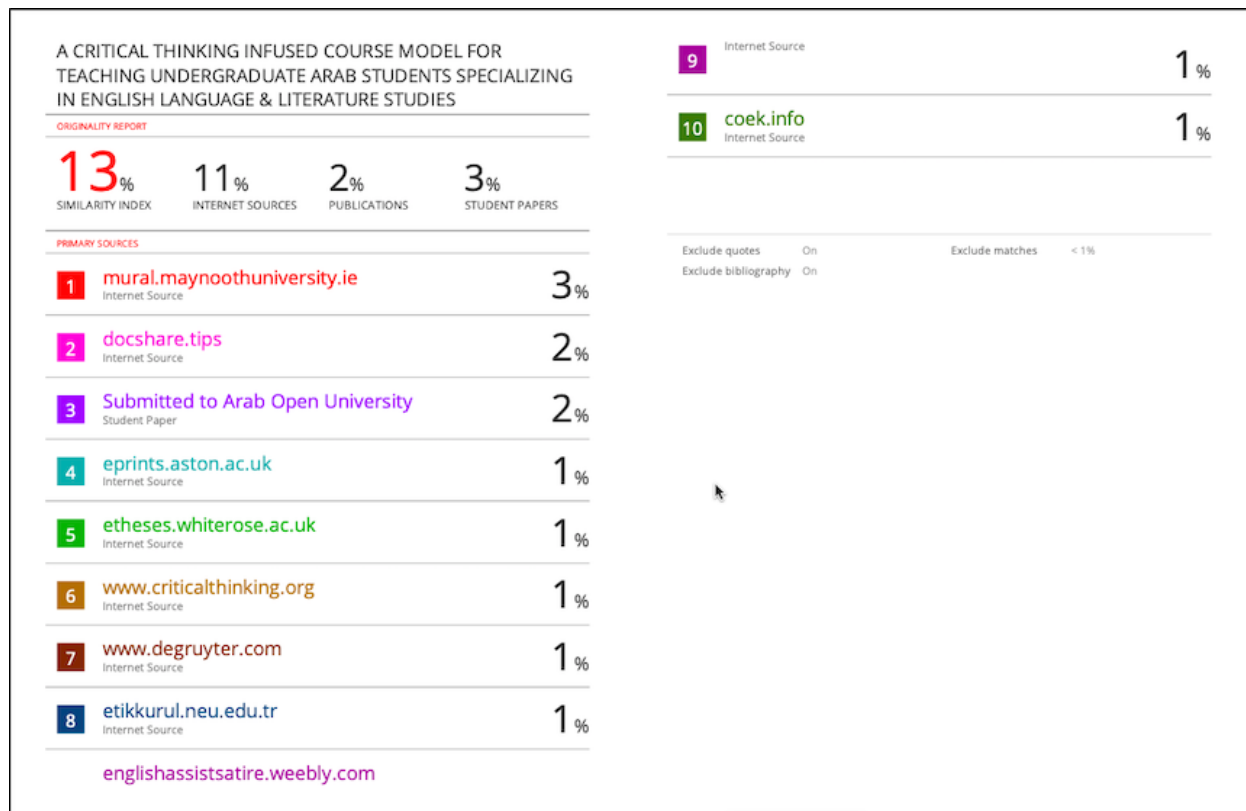 A CRITICAL THINKING INFUSED COURSE MODEL FOR
TEACHING UNDERGRADUATE ARAB STUDENTS SPECIALIZING
IN ENGLISH LANGUAGE & LITERATURE STUDIES
ORIGINALITY REPORT
13% 11% 2% 3%
SIMILARITY INDEX INTERNET SOURCES PUBLICATIONS STUDENT PAPERS
PRIMARY SOURCES
1 mural.maynoothuniversity.ie 3%
Internet Source
2 docshare.tips 2%
Internet Source
3 Submitted to Arab Open University 2%
Student Paper
4 eprints.aston.ac.uk 1%
Internet Source
5 etheses.whiterose.ac.uk 1%
Internet Source
6 www.criticalthinking.org 1%
Internet Source
7 www.degruyter.com 1%
Internet Source
8 etikkurul.neu.edu.tr 1%
Internet Source
englishassistsatire.weebly.com
9 Internet Source 1%
10 coek.info 1%
Internet Source
Exclude quotes On Exclude matches < 1%
Exclude bibliography On